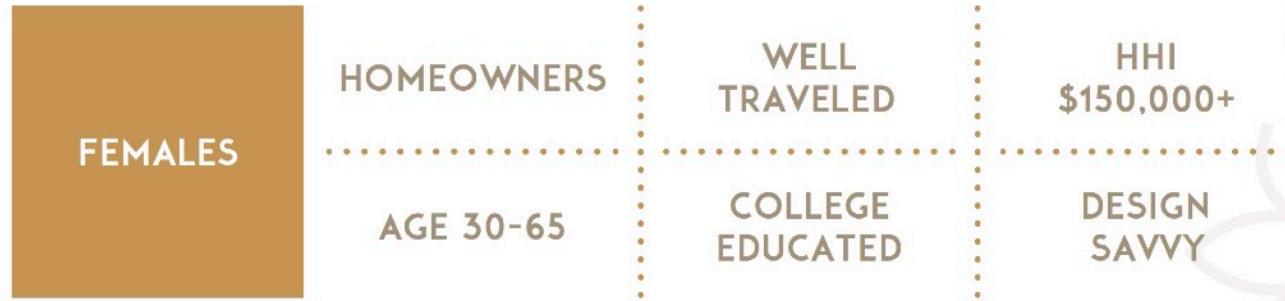 FEMALES
HOMEOWNERS
WELL
TRAVELED
HHI
$150,000+
AGE 30-65
COLLEGE
EDUCATED
DESIGN
SAVVY